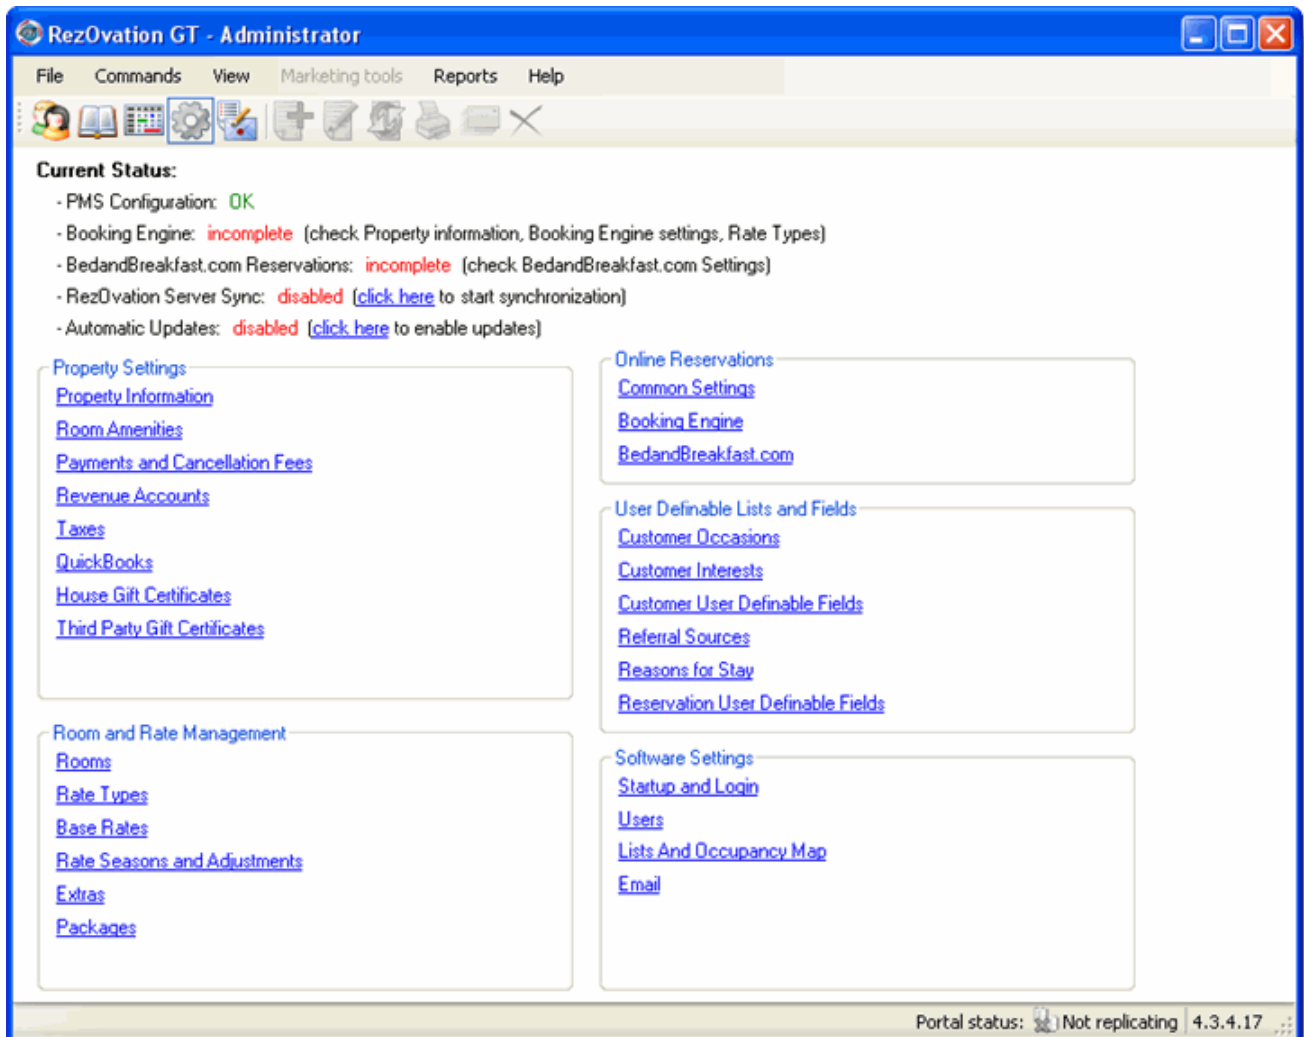 RezOvation GT - Administrator
File Commands View Marketing tools Reports Help
Current Status:
- PMS Configuration: OK
- Booking Engine: incomplete (check Property information, Booking Engine settings, Rate Types)
- BedandBreakfast.com Reservations: incomplete (check BedandBreakfast.com Settings)
- RezOvation Server Sync: disabled (click here to start synchronization)
- Automatic Updates: disabled (click here to enable updates)
Property Settings
Property Information
Room Amenities
Payments and Cancellation Fees
Revenue Accounts
Taxes
QuickBooks
House Gift Certificates
Third Party Gift Certificates
Room and Rate Management
Rooms
Rate Types
Base Rates
Rate Seasons and Adjustments
Extras
Packages
Online Reservations
Common Settings
Booking Engine
BedandBreakfast.com
User Definable Lists and Fields
Customer Occasions
Customer Interests
Customer User Definable Fields
Referral Sources
Reasons for Stay
Reservation User Definable Fields
Software Settings
Startup and Login
Users
Lists And Occupancy Map
Email
Portal status: Not replicating 4.3.4.17